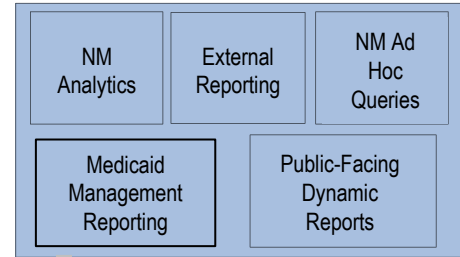 NM
Analytics
External
Reporting
NM Ad
Hoc
Queries
Medicaid
Management
Reporting
Public-Facing
Dynamic
Reports